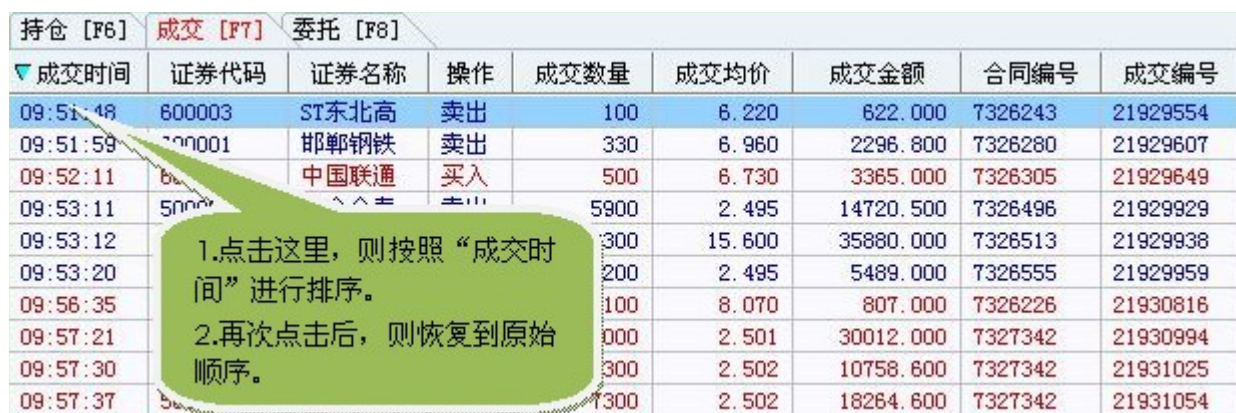 持仓 [F6] 成交 [F7] 委托 [F8]
成交时间 证券代码 证券名称 操作 成交数量 成交均价 成交金额 合同编号 成交编号
09:51:48 600003 ST东北高 卖出 100 6.220 622.000 7326243 21929554
09:51:59 邯郸钢铁 卖出 330 6.960 2296.800 7326280 21929607
09:52:11 中国联通 买入 500 6.730 3365.000 7326305 21929649
09:53:11 5900 2.495 14720.500 7326496 21929929
09:53:12 15.600 35880.000 7326513 21929938
09:53:20 2.495 5489.000 7326555 21929959
09:56:35 8.070 807.000 7326226 21930816
09:57:21 2.501 30012.000 7327342 21930994
09:57:30 2.502 10758.600 7327342 21931025
09:57:37 7300 2.502 18264.600 7327342 21931054
1.点击这里，则按照“成交时
间”进行排序。
2.再次点击后，则恢复到原始
顺序。